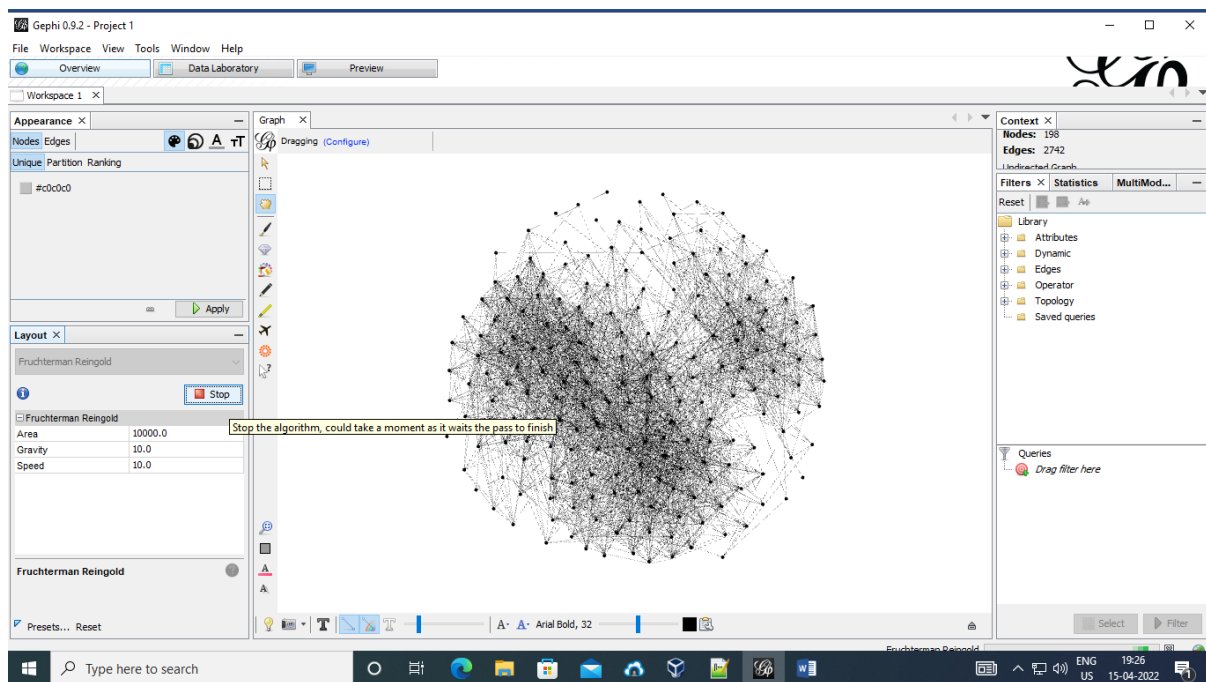 Gephi 0.9.2 - Project 1
File Workspace View Tools Window Help
Overview Data Laboratory Preview
Workspace 1
Appearance
Nodes Edges
Unique Partition Ranking
#c0c0c0
Apply
Layout
Fruchterman Reingold
Stop
Fruchterman Reingold
Area 10000.0
Gravity 10.0
Speed 10.0
Fruchterman Reingold
Presets... Reset
Graph
Dragging (Configure)
Stop the algorithm, could take a moment as it waits the pass to finish
Arial Bold, 32
Context
Nodes: 198
Edges: 2742
Undirected Graph
Filters Statistics MultiMod...
Reset
Library
Attributes
Dynamic
Edges
Operator
Topology
Saved queries
Queries
Drag filter here
Select Filter
Fruchterman Reingold
Type here to search
ENG
US
19:26
15-04-2022
1